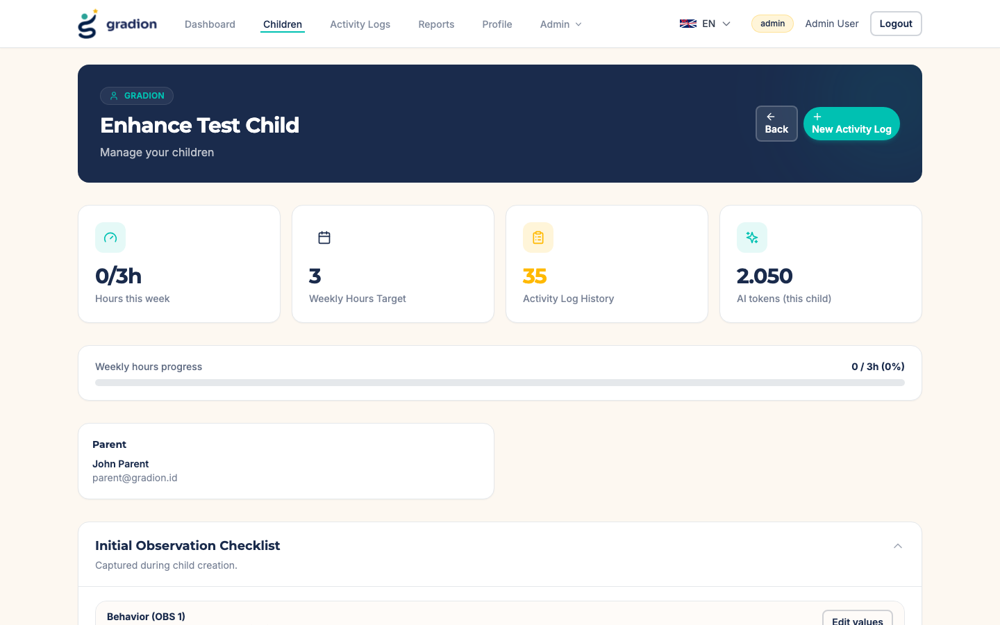 gradion
Dashboard
Children
Activity Logs
Reports
Profile
Admin
EN
admin
Admin User
Logout
GRADION
Enhance Test Child
Manage your children
Back
New Activity Log
0/3h
Hours this week
3
Weekly Hours Target
35
Activity Log History
2.050
AI tokens (this child)
Weekly hours progress
0 / 3h (0%)
Parent
John Parent
parent@gradion.id
Initial Observation Checklist
Captured during child creation.
Behavior (OBS 1)
Edit values